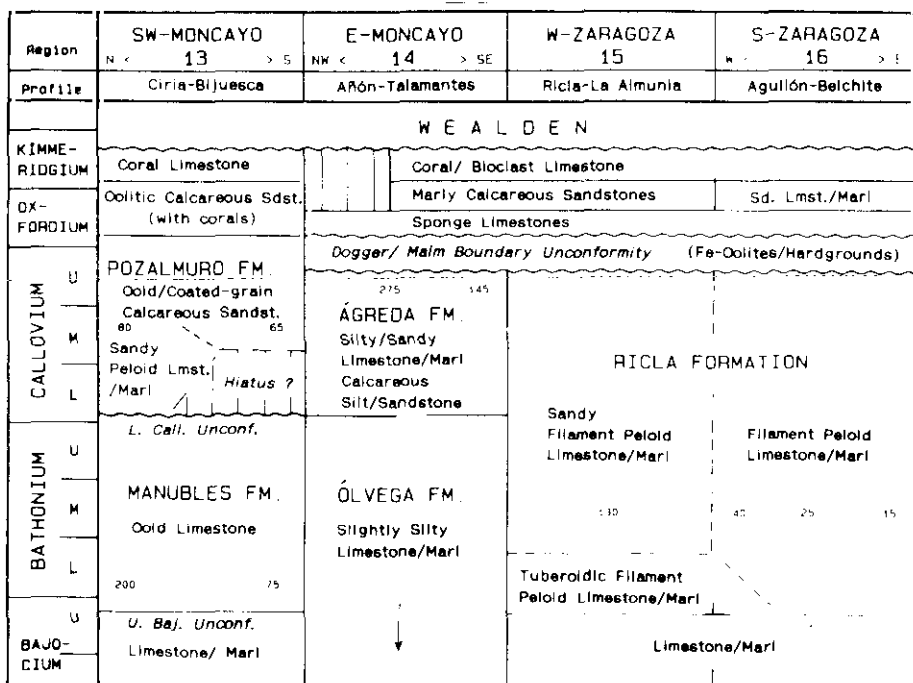 Region
SW-MONCAYO
N < 13 > S
E-MONCAYO
NW < 14 > SE
W-ZARAGOZA
15
S-ZARAGOZA
W - 16 >
Profile
Ciria-Bijuesca
Añón-Talamantes
Ricla-La Almunia
Aguilón-Belchite
WEALDEN
KIMME-
RIDGIUM
Coral Limestone
Coral/ Bioclast Limestone
OX-
FORDIUM
Oolitic Calcareous Sdst.
(with corals)
Marly Calcareous Sandstones
Sd. Lmst./Marl
Sponge Limestones
Dogger/ Malm Boundary Unconformity (Fe-Oolites/Hardgrounds)
CALLOVIUM
U
M
L
POZALMURO FM.
Ooid/Coated-grain
Calcareous Sandst.
80 65
Sandy
Peloid Lmst.
/Marl
Hiatus ?
275 145
ÁGREDA FM.
Silty/Sandy
Limestone/Marl
Calcareous
Silt/Sandstone
RICLA FORMATION
Sandy
Filament Peloid
Limestone/Marl
Filament Peloid
Limestone/Marl
BATHONIUM
U
M
L
L. Call. Unconf.
MANUBLES FM.
Ooid Limestone
200 75
ÓLVEGA FM.
Slightly Silty
Limestone/Marl
130
40 25 15
Tuberoidic Filament
Peloid Limestone/Marl
BAJO-
CIUM
U
U. Baj. Unconf.
Limestone/ Marl
Limestone/Marl